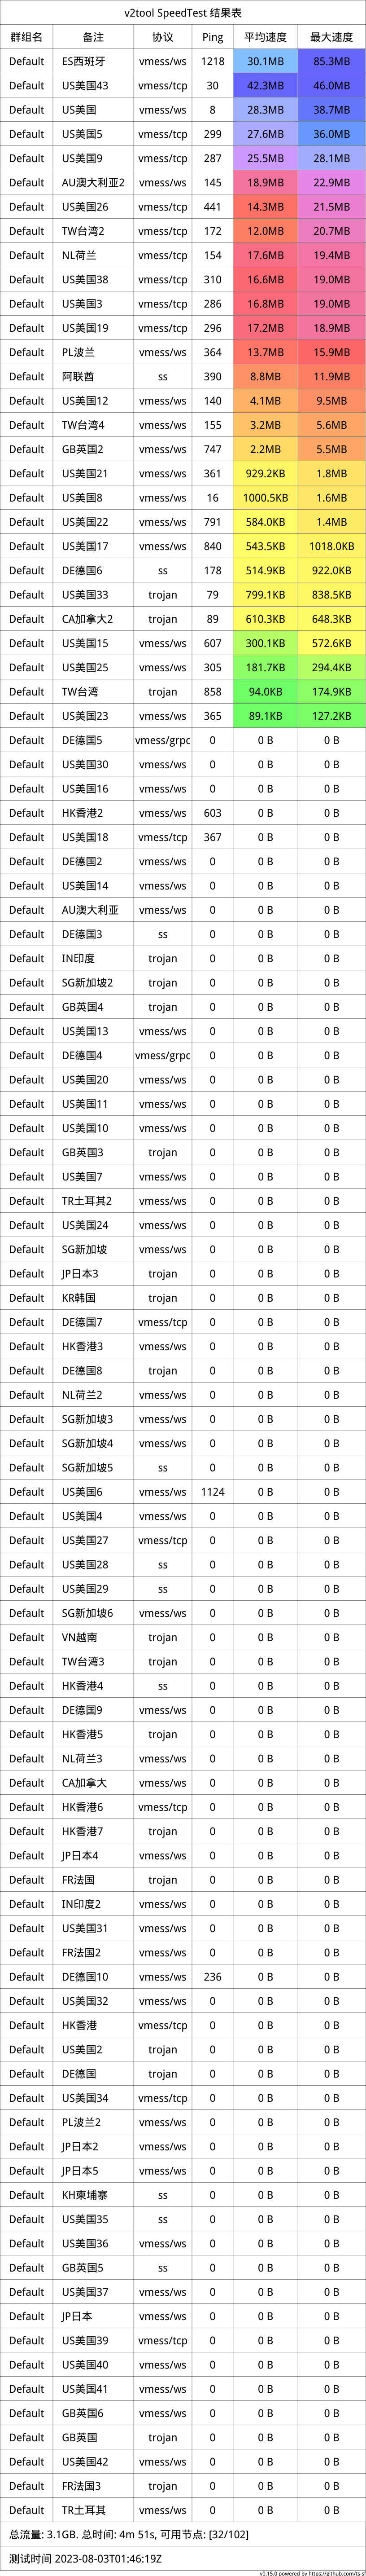 v2tool SpeedTest 结果表
群组名 备注 协议 Ping 平均速度 最大速度
Default ES西班牙 vmess/ws 1218 30.1MB 85.3MB
Default US美国43 vmess/tcp 30 42.3MB 46.0MB
Default US美国 vmess/ws 8 28.3MB 38.7MB
Default US美国5 vmess/tcp 299 27.6MB 36.0MB
Default US美国9 vmess/tcp 287 25.5MB 28.1MB
Default AU澳大利亚2 vmess/ws 145 18.9MB 22.9MB
Default US美国26 vmess/tcp 441 14.3MB 21.5MB
Default TW台湾2 vmess/tcp 172 12.0MB 20.7MB
Default NL荷兰 vmess/tcp 154 17.6MB 19.4MB
Default US美国38 vmess/tcp 310 16.6MB 19.0MB
Default US美国3 vmess/tcp 286 16.8MB 19.0MB
Default US美国19 vmess/tcp 296 17.2MB 18.9MB
Default PL波兰 vmess/ws 364 13.7MB 15.9MB
Default 阿联酋 ss 390 8.8MB 11.9MB
Default US美国12 vmess/ws 140 4.1MB 9.5MB
Default TW台湾4 vmess/ws 155 3.2MB 5.6MB
Default GB英国2 vmess/ws 747 2.2MB 5.5MB
Default US美国21 vmess/ws 361 929.2KB 1.8MB
Default US美国8 vmess/ws 16 1000.5KB 1.6MB
Default US美国22 vmess/ws 791 584.0KB 1.4MB
Default US美国17 vmess/ws 840 543.5KB 1018.0KB
Default DE德国6 ss 178 514.9KB 922.0KB
Default US美国33 trojan 79 799.1KB 838.5KB
Default CA加拿大2 trojan 89 610.3KB 648.3KB
Default US美国15 vmess/ws 607 300.1KB 572.6KB
Default US美国25 vmess/ws 305 181.7KB 294.4KB
Default TW台湾 trojan 858 94.0KB 174.9KB
Default US美国23 vmess/ws 365 89.1KB 127.2KB
Default DE德国5 vmess/grpc 0 0 B 0 B
Default US美国30 vmess/ws 0 0 B 0 B
Default US美国16 vmess/ws 0 0 B 0 B
Default HK香港2 vmess/ws 603 0 B 0 B
Default US美国18 vmess/tcp 367 0 B 0 B
Default DE德国2 vmess/ws 0 0 B 0 B
Default US美国14 vmess/ws 0 0 B 0 B
Default AU澳大利亚 vmess/ws 0 0 B 0 B
Default DE德国3 ss 0 0 B 0 B
Default IN印度 trojan 0 0 B 0 B
Default SG新加坡2 trojan 0 0 B 0 B
Default GB英国4 trojan 0 0 B 0 B
Default US美国13 vmess/ws 0 0 B 0 B
Default DE德国4 vmess/grpc 0 0 B 0 B
Default US美国20 vmess/ws 0 0 B 0 B
Default US美国11 vmess/ws 0 0 B 0 B
Default US美国10 vmess/ws 0 0 B 0 B
Default GB英国3 trojan 0 0 B 0 B
Default US美国7 vmess/ws 0 0 B 0 B
Default TR土耳其2 vmess/ws 0 0 B 0 B
Default US美国24 vmess/ws 0 0 B 0 B
Default SG新加坡 vmess/ws 0 0 B 0 B
Default JP日本3 trojan 0 0 B 0 B
Default KR韩国 trojan 0 0 B 0 B
Default DE德国7 vmess/tcp 0 0 B 0 B
Default HK香港3 vmess/ws 0 0 B 0 B
Default DE德国8 trojan 0 0 B 0 B
Default NL荷兰2 vmess/ws 0 0 B 0 B
Default SG新加坡3 vmess/ws 0 0 B 0 B
Default SG新加坡4 vmess/ws 0 0 B 0 B
Default SG新加坡5 ss 0 0 B 0 B
Default US美国6 vmess/ws 1124 0 B 0 B
Default US美国4 vmess/ws 0 0 B 0 B
Default US美国27 vmess/tcp 0 0 B 0 B
Default US美国28 ss 0 0 B 0 B
Default US美国29 ss 0 0 B 0 B
Default SG新加坡6 vmess/ws 0 0 B 0 B
Default VN越南 trojan 0 0 B 0 B
Default TW台湾3 trojan 0 0 B 0 B
Default HK香港4 ss 0 0 B 0 B
Default DE德国9 vmess/ws 0 0 B 0 B
Default HK香港5 trojan 0 0 B 0 B
Default NL荷兰3 vmess/ws 0 0 B 0 B
Default CA加拿大 vmess/ws 0 0 B 0 B
Default HK香港6 vmess/tcp 0 0 B 0 B
Default HK香港7 trojan 0 0 B 0 B
Default JP日本4 vmess/ws 0 0 B 0 B
Default FR法国 trojan 0 0 B 0 B
Default IN印度2 vmess/ws 0 0 B 0 B
Default US美国31 vmess/ws 0 0 B 0 B
Default FR法国2 vmess/ws 0 0 B 0 B
Default DE德国10 vmess/ws 236 0 B 0 B
Default US美国32 vmess/ws 0 0 B 0 B
Default HK香港 vmess/tcp 0 0 B 0 B
Default US美国2 trojan 0 0 B 0 B
Default DE德国 trojan 0 0 B 0 B
Default US美国34 vmess/tcp 0 0 B 0 B
Default PL波兰2 vmess/ws 0 0 B 0 B
Default JP日本2 vmess/ws 0 0 B 0 B
Default JP日本5 vmess/ws 0 0 B 0 B
Default KH柬埔寨 ss 0 0 B 0 B
Default US美国35 ss 0 0 B 0 B
Default US美国36 vmess/ws 0 0 B 0 B
Default GB英国5 ss 0 0 B 0 B
Default US美国37 vmess/ws 0 0 B 0 B
Default JP日本 vmess/ws 0 0 B 0 B
Default US美国39 vmess/tcp 0 0 B 0 B
Default US美国40 vmess/ws 0 0 B 0 B
Default US美国41 vmess/ws 0 0 B 0 B
Default GB英国6 vmess/ws 0 0 B 0 B
Default GB英国 trojan 0 0 B 0 B
Default US美国42 vmess/ws 0 0 B 0 B
Default FR法国3 trojan 0 0 B 0 B
Default TR土耳其 vmess/ws 0 0 B 0 B
总流量: 3.1GB. 总时间: 4m 51s, 可用节点: [32/102]
测试时间 2023-08-03T01:46:19Z
v0.15.0 powered by https://github.com/ts-sf